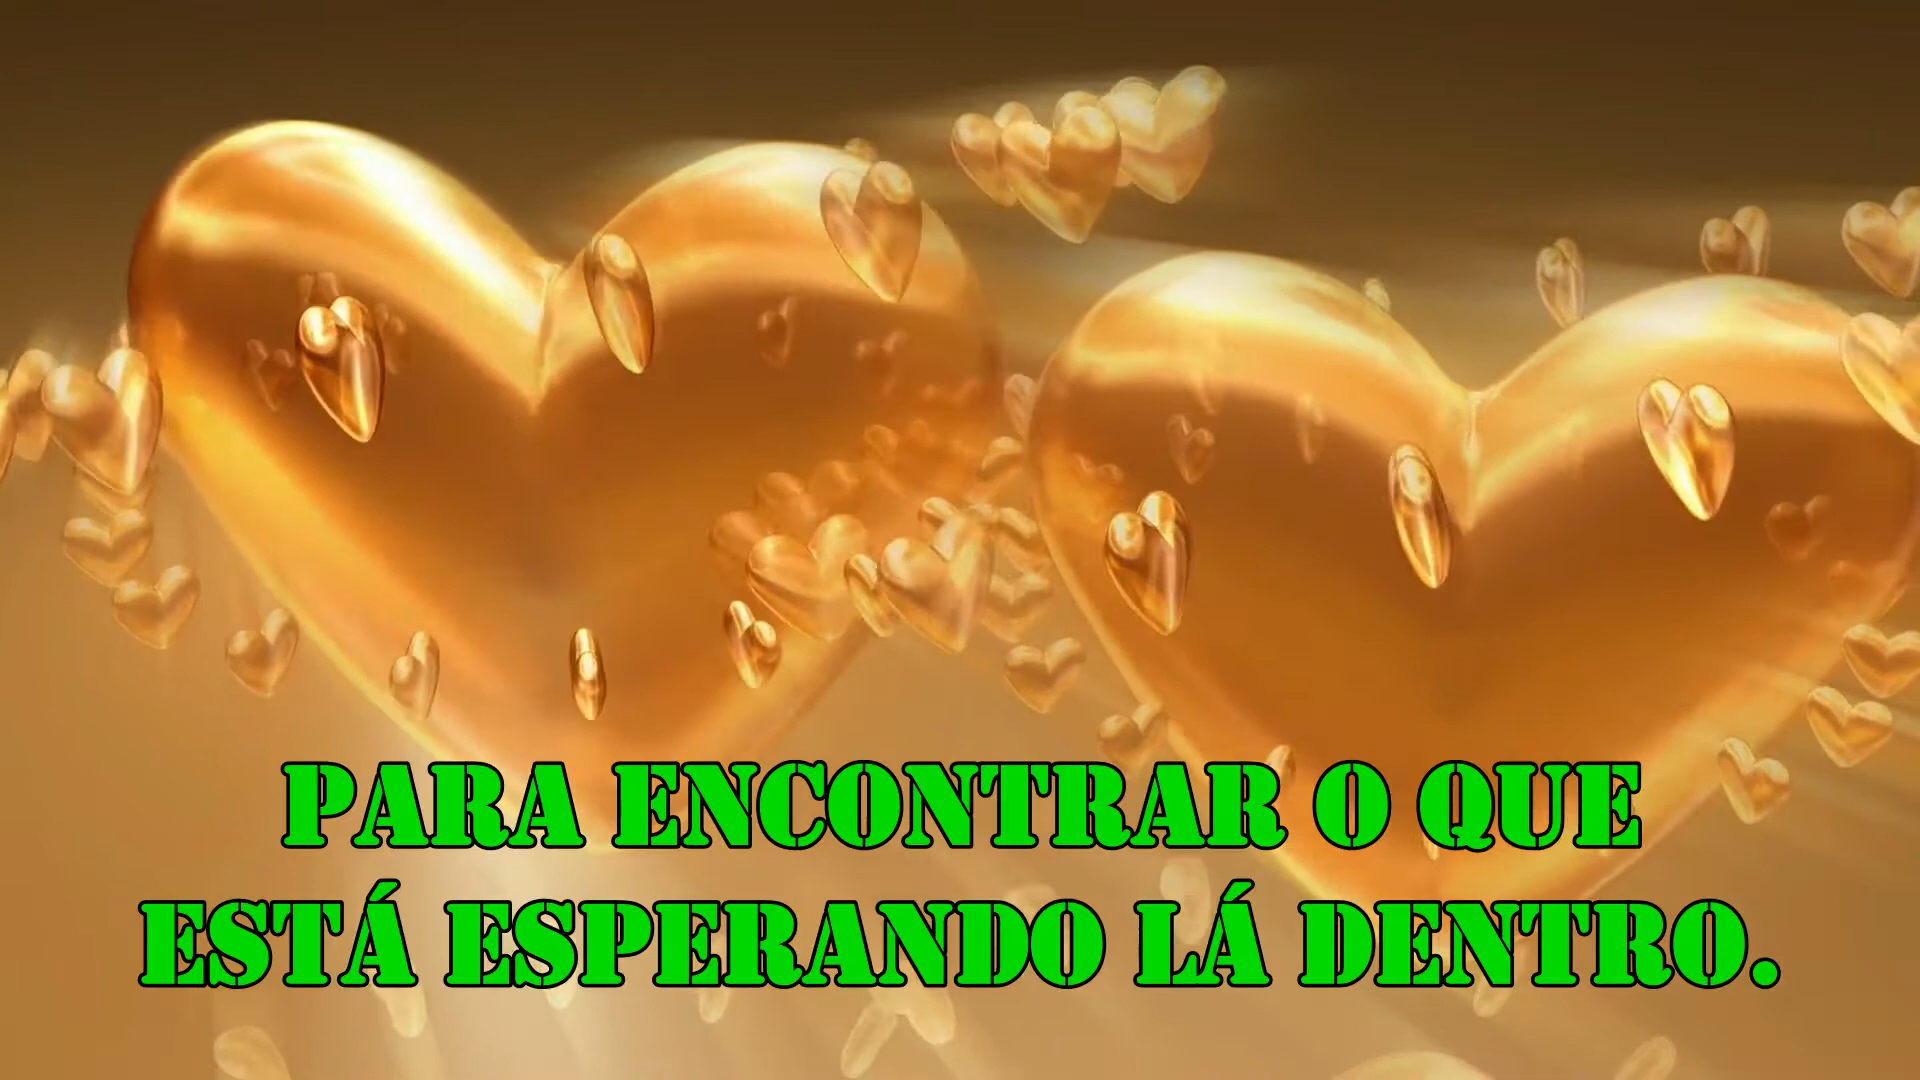 PARA ENCONTRAR O QUE
ESTÁ ESPERANDO LÁ DENTRO.